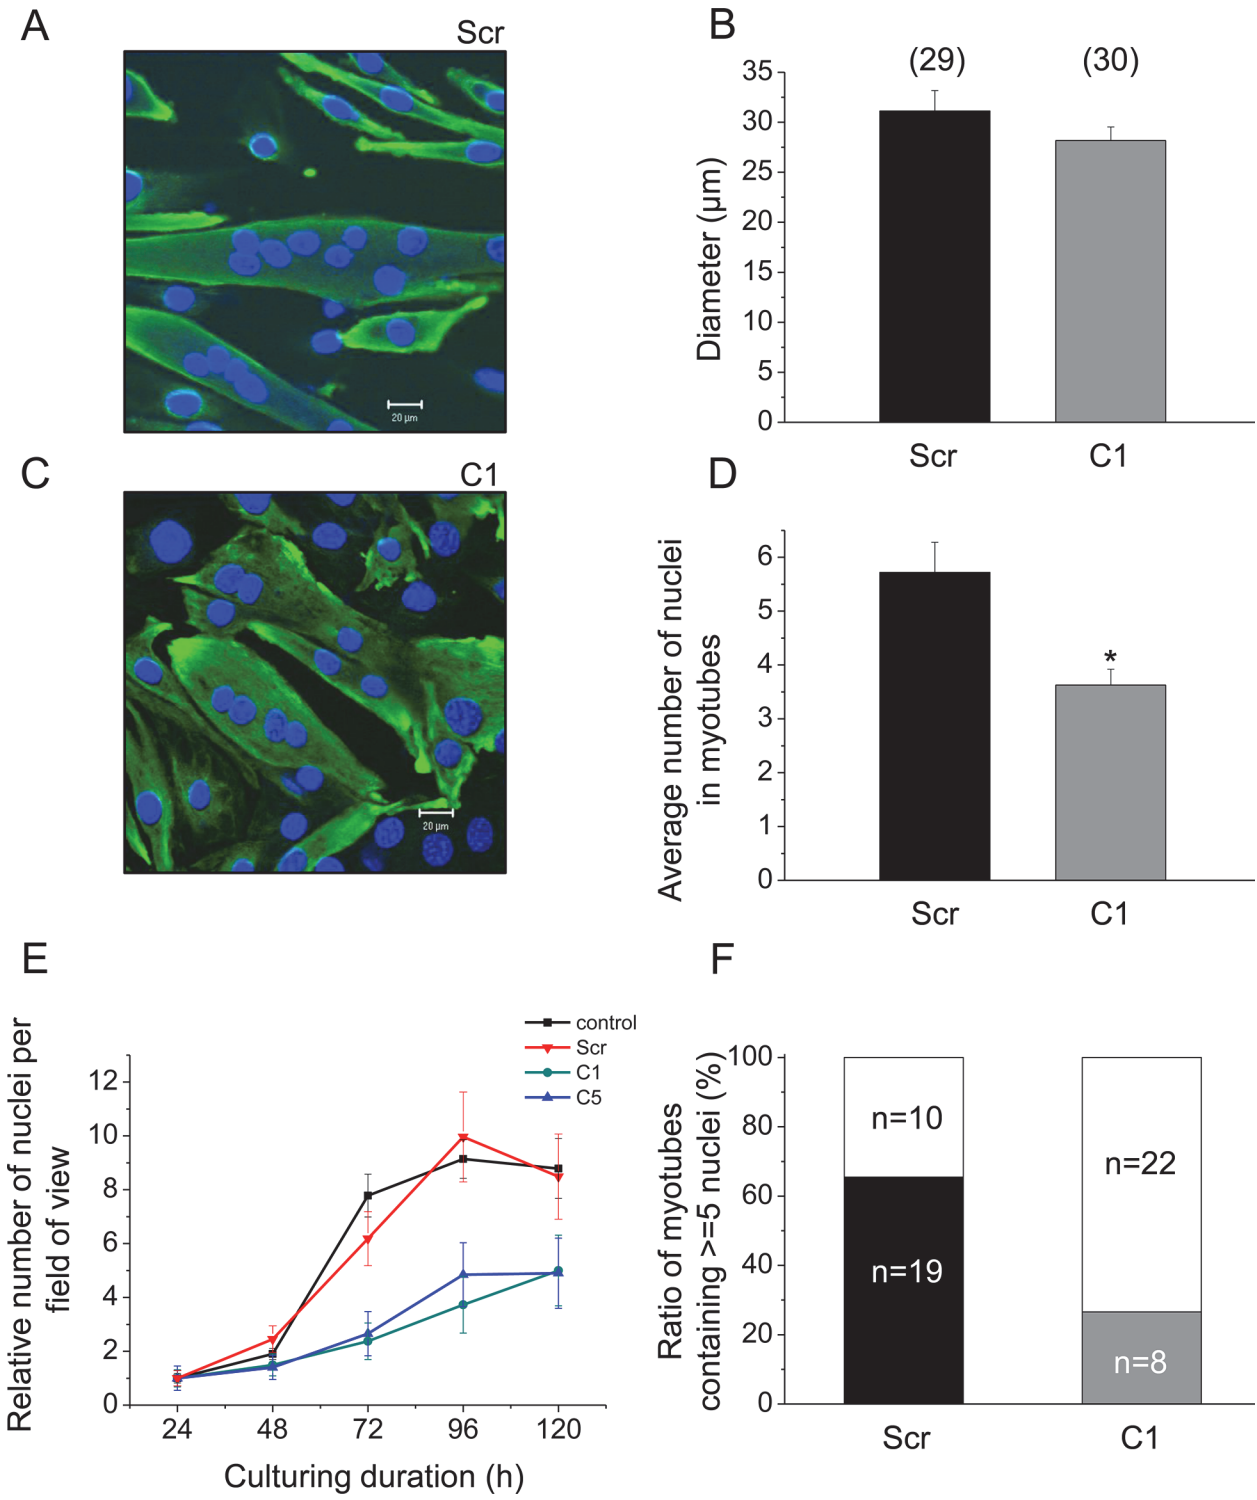 A
Scr
20 µm
B
(29)
(30)
Diameter (µm)
35
30
25
20
15
10
5
0
Scr
C1
C
C1
20 µm
D
Average number of nuclei
in myotubes
6
5
4
3
2
1
0
*
Scr
C1
E
Relative number of nuclei per
field of view
12
10
8
6
4
2
0
control
Scr
C1
C5
24
48
72
96
120
Culturing duration (h)
F
Ratio of myotubes
containing >=5 nuclei (%)
100
80
60
40
20
0
n=10
n=19
n=22
n=8
Scr
C1